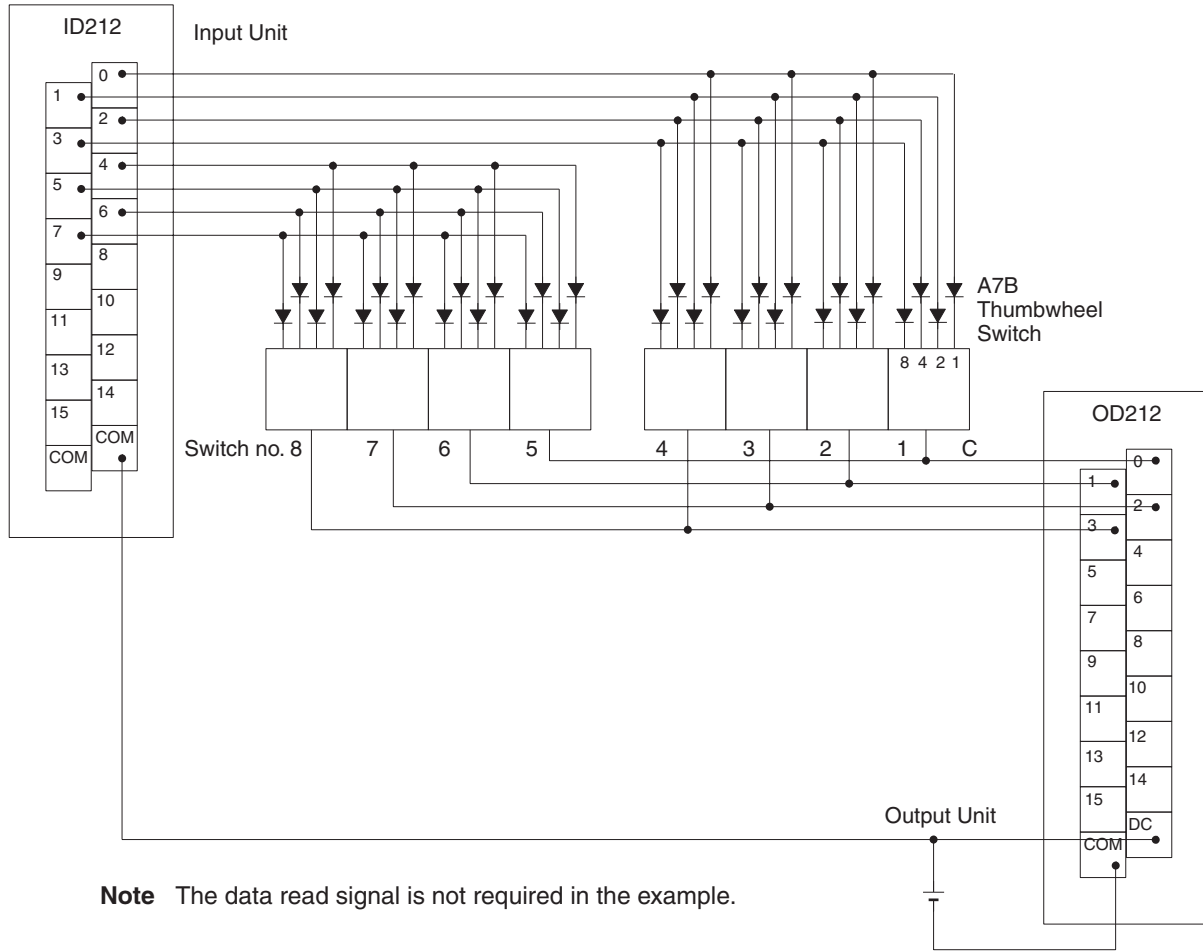 ID212
Input Unit
0
1
2
3
4
5
6
7
8
9
10
11
12
13
14
15
COM
COM
A7B
Thumbwheel
Switch
8 4 2 1
Switch no. 8 7 6 5 4 3 2 1 C
OD212
0
1
2
3
4
5
6
7
8
9
10
11
12
13
14
15
DC
COM
Output Unit
Note The data read signal is not required in the example.